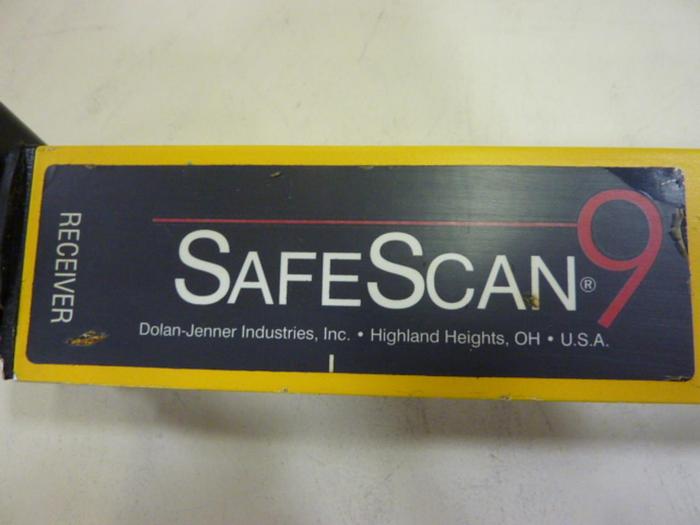 RECEIVER
SAFESCAN® 9
Dolan-Jenner Industries, Inc. • Highland Heights, OH • U.S.A.